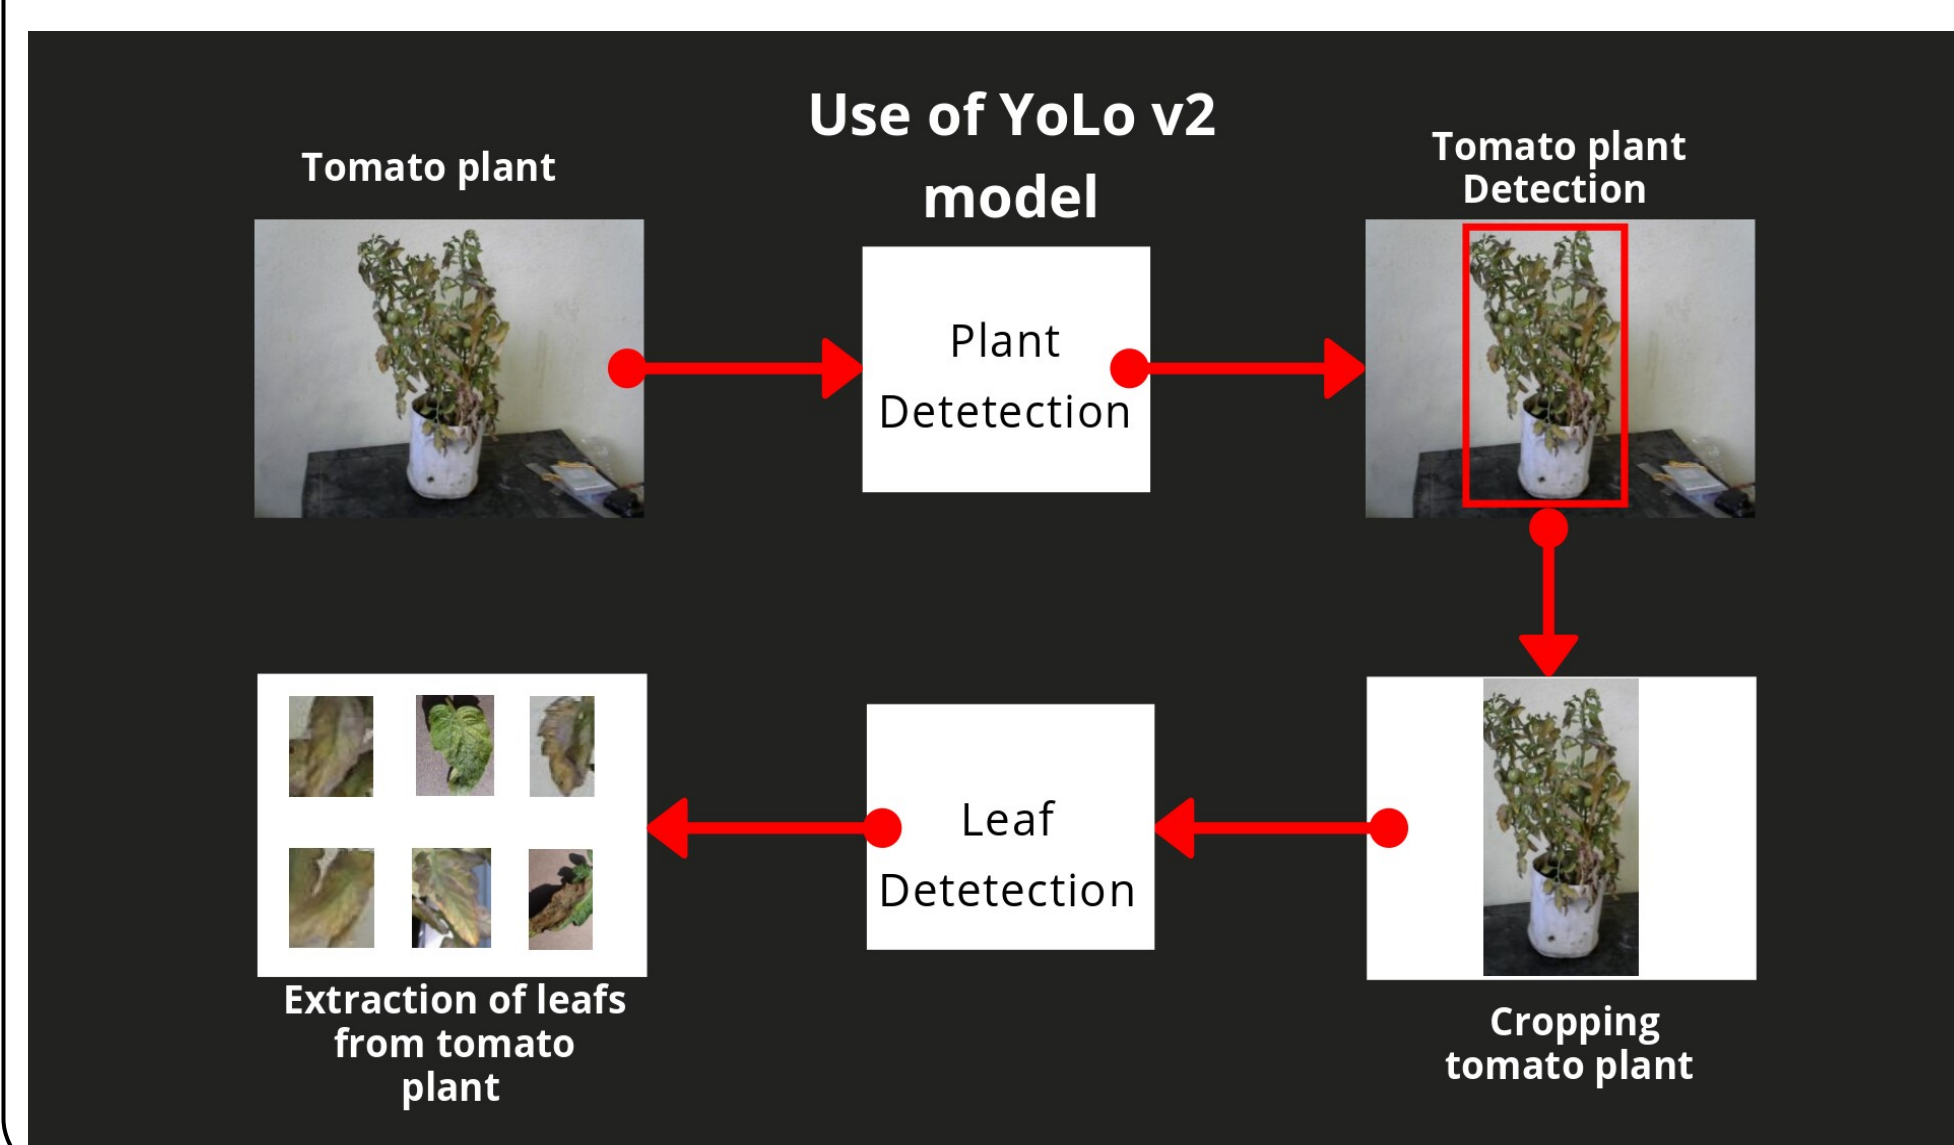 Use of YoLo v2
model
Tomato plant
Plant
Detetection
Tomato plant
Detection
Cropping
tomato plant
Leaf
Detetection
Extraction of leafs
from tomato
plant